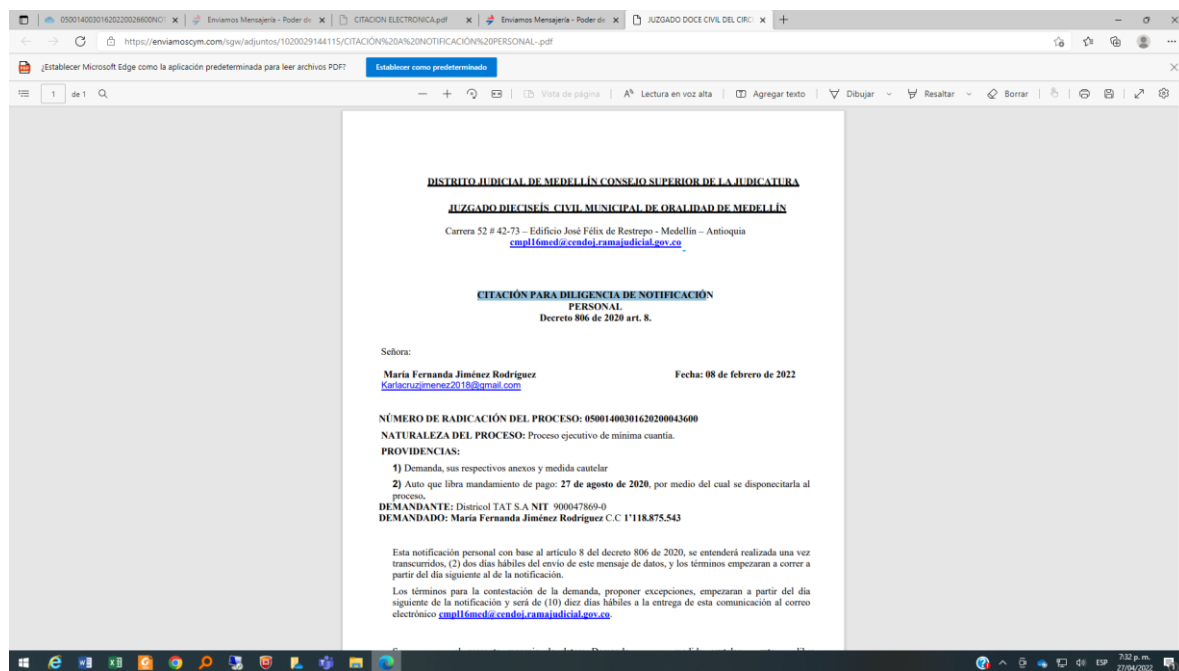 05001400301620220026600NOT
Enviamos Mensajería - Poder de
CITACION ELECTRONICA.pdf
Enviamos Mensajería - Poder de
JUZGADO DOCE CIVIL DEL CIRC
https://enviamoscym.com/sgw/adjuntos/1020029144115/CITACIÓN%20A%20NOTIFICACIÓN%20PERSONAL-.pdf
¿Establecer Microsoft Edge como la aplicación predeterminada para leer archivos PDF?
Establecer como predeterminado
1 de 1
Vista de página
Lectura en voz alta
Agregar texto
Dibujar
Resaltar
Borrar
DISTRITO JUDICIAL DE MEDELLÍN CONSEJO SUPERIOR DE LA JUDICATURA
JUZGADO DIECISEÍS CIVIL MUNICIPAL DE ORALIDAD DE MEDELLÍN
Carrera 52 # 42-73 – Edificio José Félix de Restrepo - Medellín – Antioquia
cmpl16med@cendoj.ramajudicial.gov.co
CITACIÓN PARA DILIGENCIA DE NOTIFICACIÓN
PERSONAL
Decreto 806 de 2020 art. 8.
Señora:
María Fernanda Jiménez Rodríguez Fecha: 08 de febrero de 2022
Karlacruzjimenez2018@gmail.com
NÚMERO DE RADICACIÓN DEL PROCESO: 05001400301620200043600
NATURALEZA DEL PROCESO: Proceso ejecutivo de mínima cuantía.
PROVIDENCIAS:
1) Demanda, sus respectivos anexos y medida cautelar
2) Auto que libra mandamiento de pago: 27 de agosto de 2020, por medio del cual se disponecitarla al
proceso.
DEMANDANTE: Districol TAT S.A NIT 900047869-0
DEMANDADO: María Fernanda Jiménez Rodríguez C.C 1’118.875.543
Esta notificación personal con base al artículo 8 del decreto 806 de 2020, se entenderá realizada una vez
transcurridos, (2) dos días hábiles del envío de este mensaje de datos, y los términos empezaran a correr a
partir del día siguiente al de la notificación.
Los términos para la contestación de la demanda, proponer excepciones, empezaran a partir del día
siguiente de la notificación y será de (10) diez días hábiles a la entrega de esta comunicación al correo
electrónico cmpl16med@cendoj.ramajudicial.gov.co.
ESP
7:32 p. m.
27/04/2022